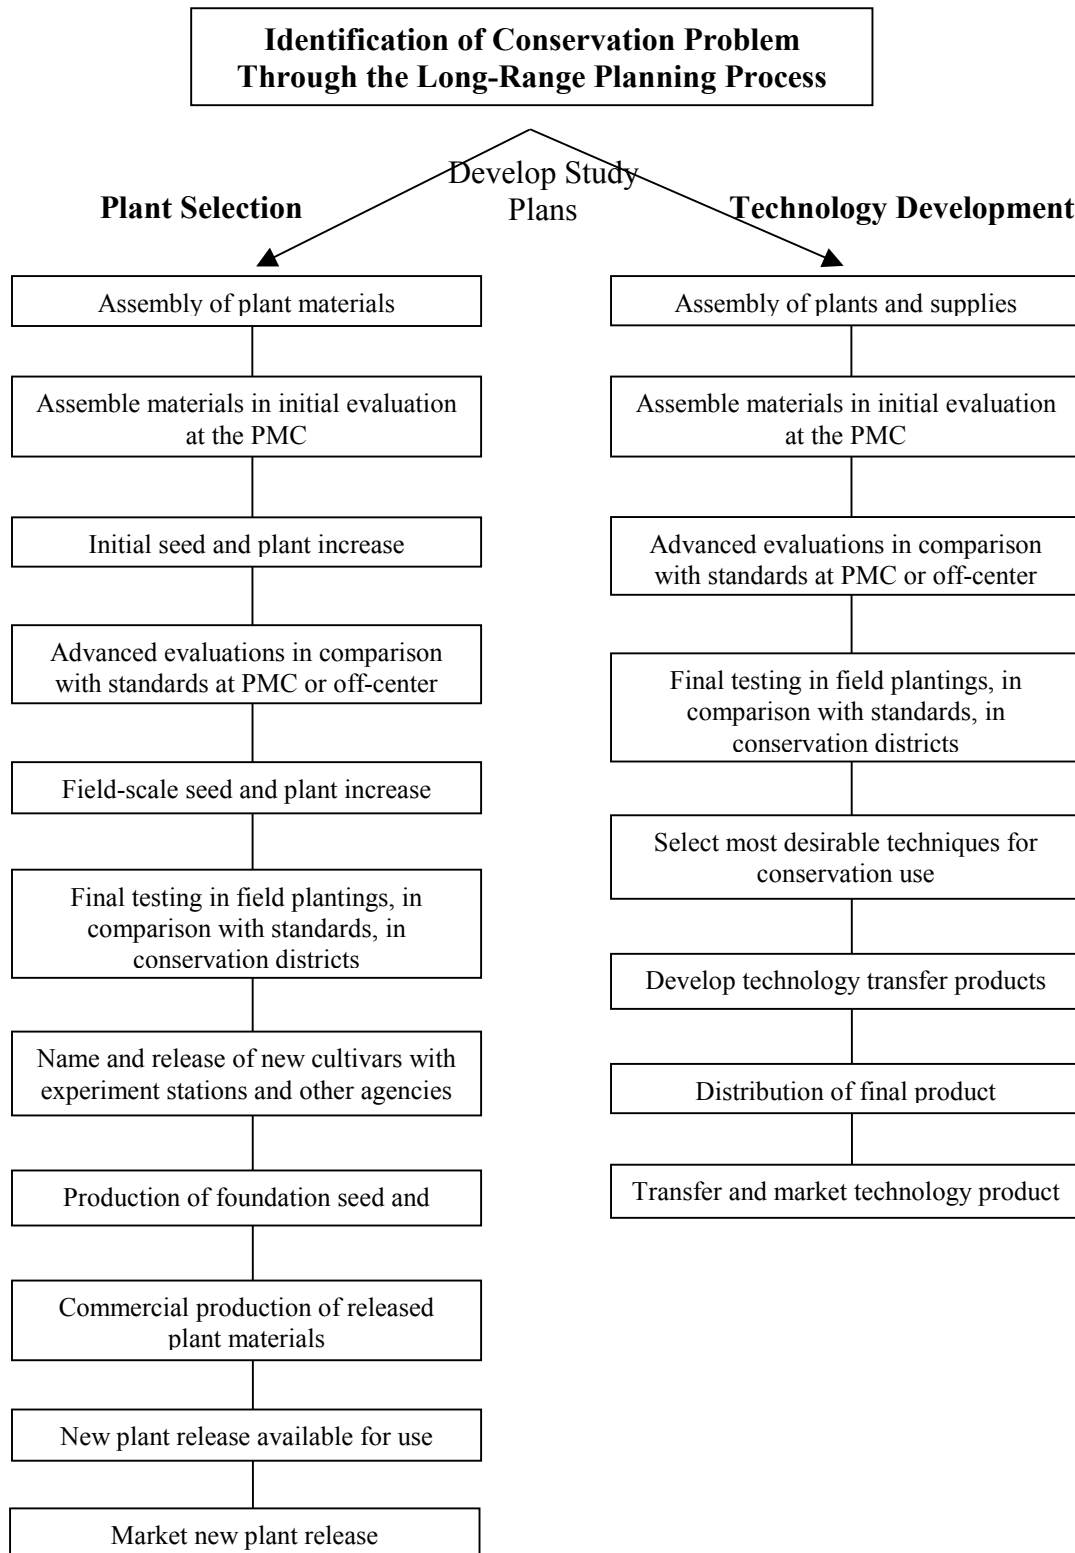 Identification of Conservation Problem
Through the Long-Range Planning Process
Develop Study
Plans
Plant Selection
Assembly of plant materials
Assemble materials in initial evaluation
at the PMC
Initial seed and plant increase
Advanced evaluations in comparison
with standards at PMC or off-center
Field-scale seed and plant increase
Final testing in field plantings, in
comparison with standards, in
conservation districts
Name and release of new cultivars with
experiment stations and other agencies
Production of foundation seed and
Commercial production of released
plant materials
New plant release available for use
Market new plant release
Technology Development
Assembly of plants and supplies
Assemble materials in initial evaluation
at the PMC
Advanced evaluations in comparison
with standards at PMC or off-center
Final testing in field plantings, in
comparison with standards, in
conservation districts
Select most desirable techniques for
conservation use
Develop technology transfer products
Distribution of final product
Transfer and market technology product